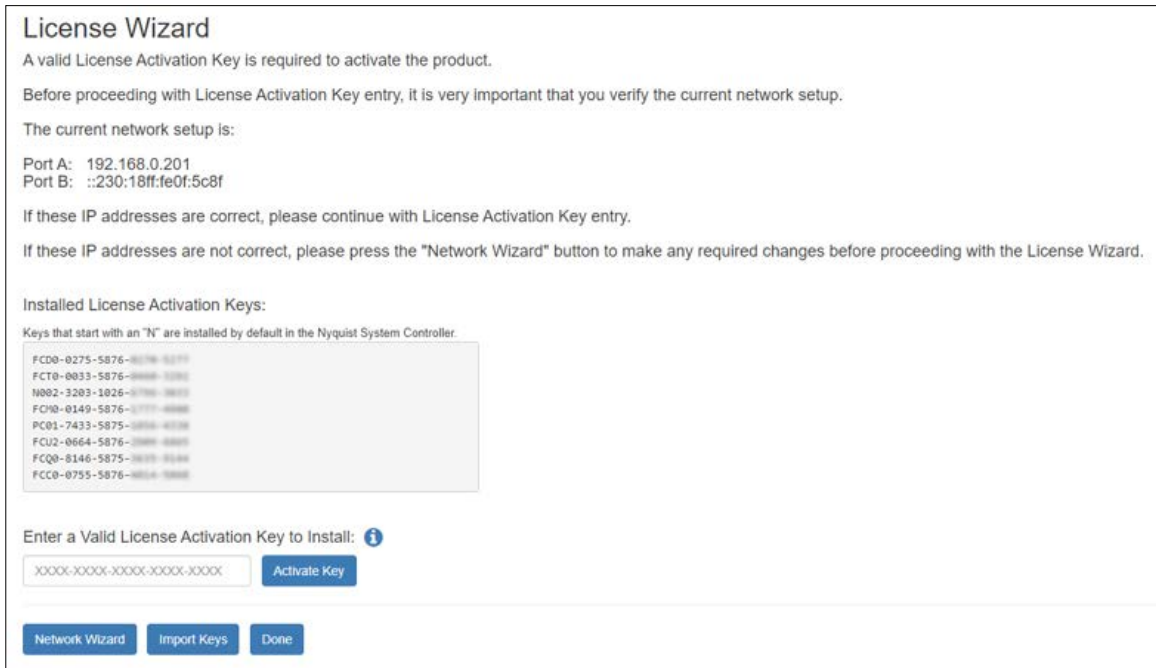 License Wizard
A valid License Activation Key is required to activate the product.
Before proceeding with License Activation Key entry, it is very important that you verify the current network setup.
The current network setup is:
Port A: 192.168.0.201
Port B: ::230:18ff:fe0f:5c8f
If these IP addresses are correct, please continue with License Activation Key entry.
If these IP addresses are not correct, please press the "Network Wizard" button to make any required changes before proceeding with the License Wizard.
Installed License Activation Keys:
Keys that start with an "N" are installed by default in the Nyquist System Controller.
FCD0-0275-5876-
FCT0-0033-5876-
N002-3203-1026-
FCM0-0149-5876-
PC01-7433-5875-
FCU2-0664-5876-
FCQ0-8146-5875-
FCC0-0755-5876-
Enter a Valid License Activation Key to Install:
XXXX-XXXX-XXXX-XXXX-XXXX Activate Key
Network Wizard Import Keys Done